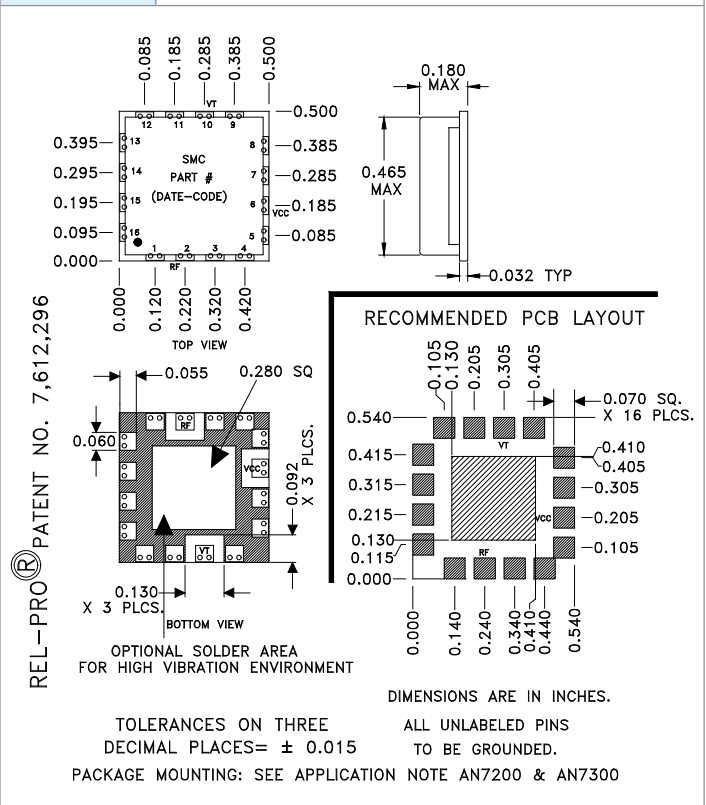 0.085
0.185
0.285
0.385
0.500
VT
12 11 10 9
0.500
0.395
13
8
0.385
SMC
0.295
14
PART #
7
0.285
(DATE-CODE)
0.195
15
6
0.185
VCC
0.095
16
5
0.085
0.000
1 2 3 4
RF
0.000
0.120
0.220
0.320
0.420
TOP VIEW
0.180
MAX
0.465
MAX
0.032 TYP
REL-PRO® PATENT NO. 7,612,296
0.055
0.280 SQ
0.060
RF
VCC
0.092
X 3 PLCS.
VT
0.130
X 3 PLCS.
BOTTOM VIEW
OPTIONAL SOLDER AREA
FOR HIGH VIBRATION ENVIRONMENT
RECOMMENDED PCB LAYOUT
0.105
0.130
0.205
0.305
0.405
0.070 SQ.
X 16 PLCS.
0.540
VT
0.410
0.415
0.405
0.315
0.305
0.215
VCC
0.205
0.130
0.115
RF
0.105
0.000
0.000
0.140
0.240
0.340
0.410
0.440
0.540
DIMENSIONS ARE IN INCHES.
TOLERANCES ON THREE
DECIMAL PLACES= ± 0.015
ALL UNLABELED PINS
TO BE GROUNDED.
PACKAGE MOUNTING: SEE APPLICATION NOTE AN7200 & AN7300